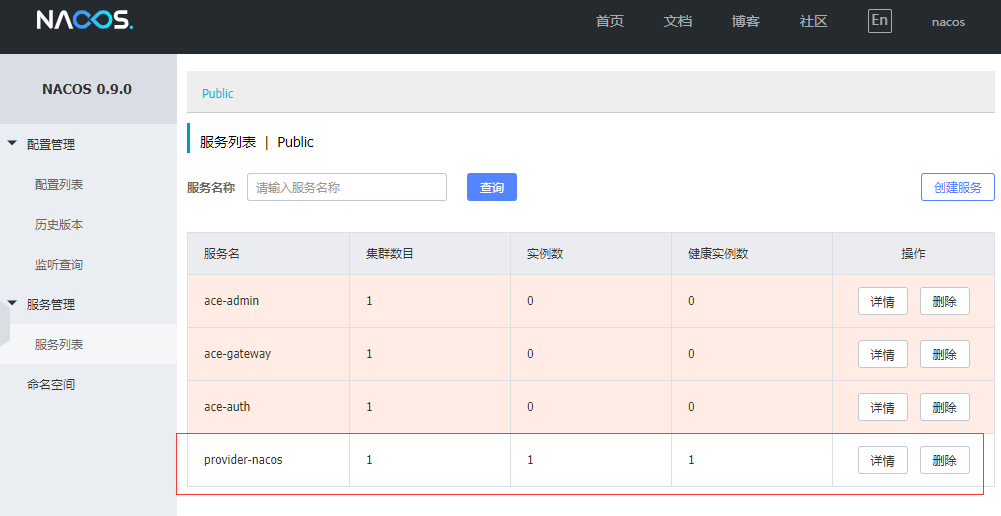 NACOS.
首页 文档 博客 社区 En nacos
NACOS 0.9.0
配置管理
配置列表
历史版本
监听查询
服务管理
服务列表
命名空间
Public
服务列表 | Public
服务名称 请输入服务名称 查询 创建服务
服务名 集群数目 实例数 健康实例数 操作
ace-admin 1 0 0 详情 删除
ace-gateway 1 0 0 详情 删除
ace-auth 1 0 0 详情 删除
provider-nacos 1 1 1 详情 删除